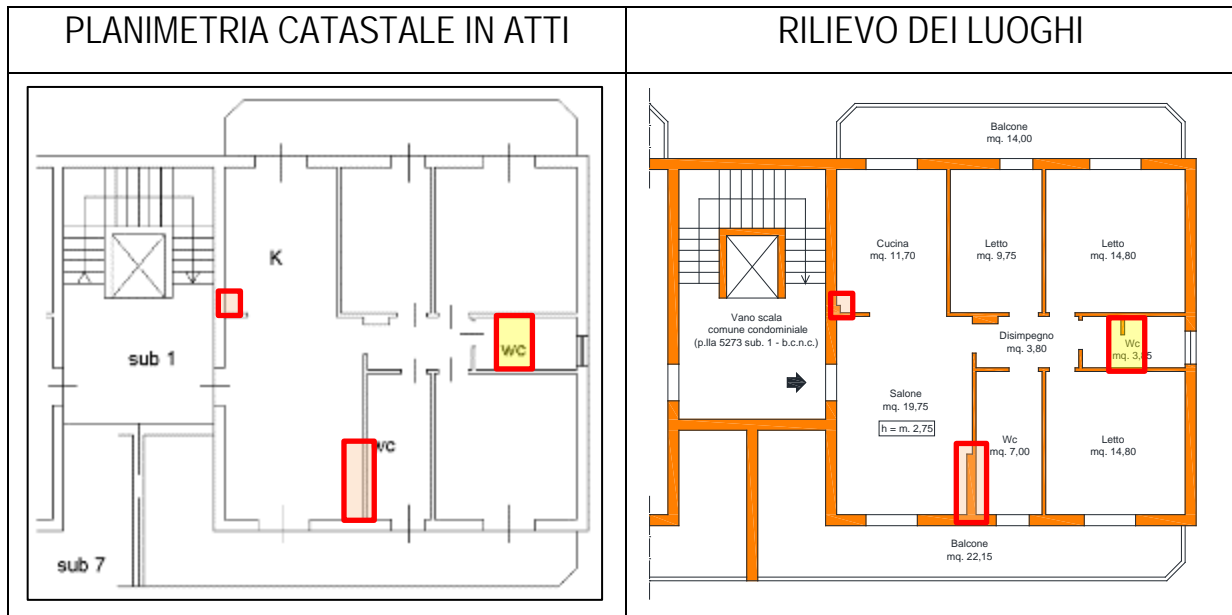 PLANIMETRIA CATASTALE IN ATTI
RILIEVO DEI LUOGHI
K
sub 1
wc
wc
sub 7
Balcone
mq. 14,00
Cucina
mq. 11,70
Letto
mq. 9,75
Letto
mq. 14,80
Vano scala
comune condominiale
(p.lla 5273 sub. 1 - b.c.n.c.)
Disimpegno
mq. 3,80
Wc
mq. 3,85
Salone
mq. 19,75
h = m. 2,75
Wc
mq. 7,00
Letto
mq. 14,80
Balcone
mq. 22,15